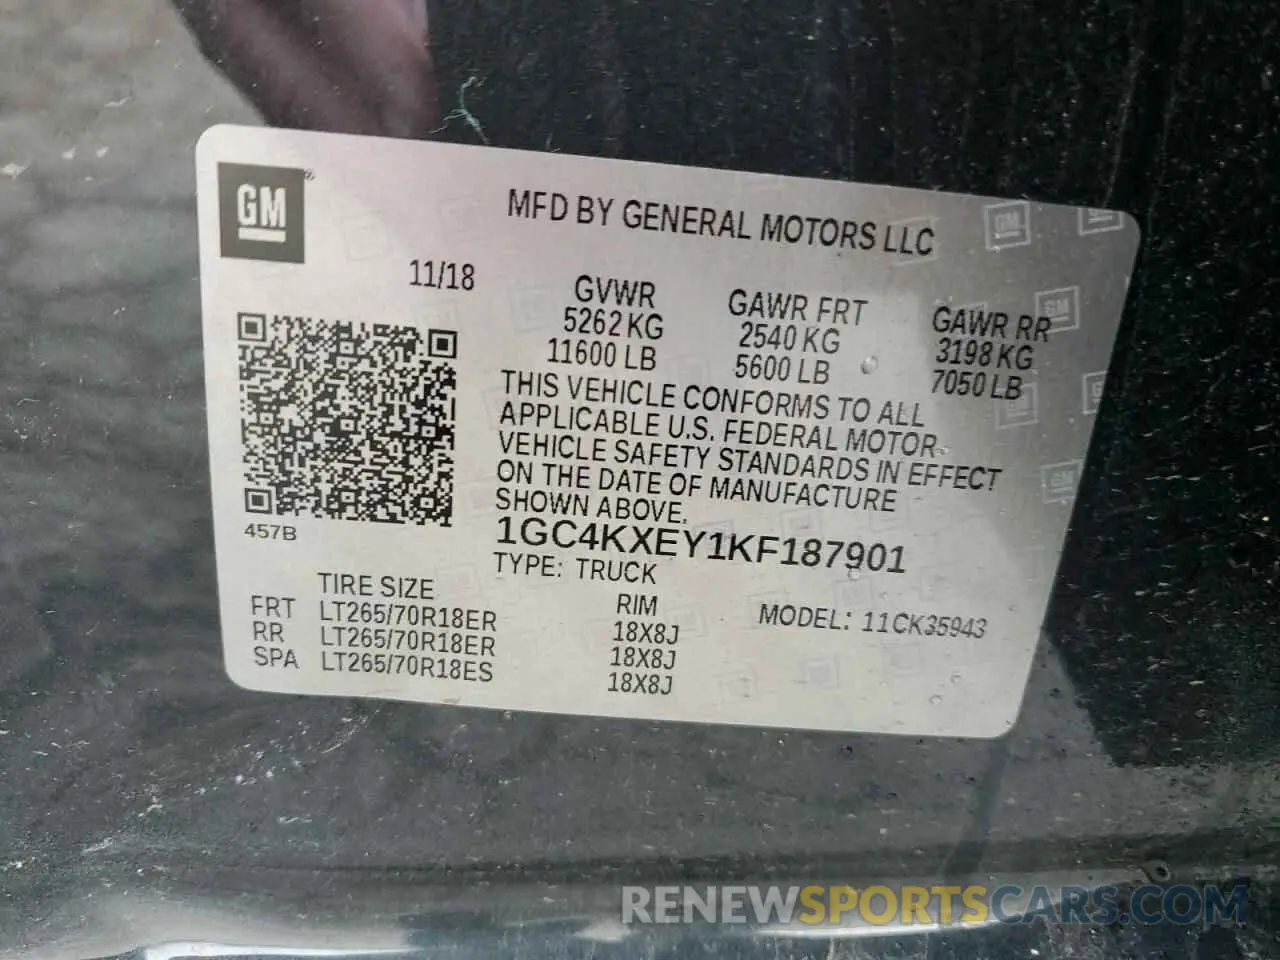 GM
MFD BY GENERAL MOTORS LLC
11/18
GVWR GAWR FRT GAWR RR
5262 KG 2540 KG 3198 KG
11600 LB 5600 LB 7050 LB
THIS VEHICLE CONFORMS TO ALL
APPLICABLE U.S. FEDERAL MOTOR
VEHICLE SAFETY STANDARDS IN EFFECT
ON THE DATE OF MANUFACTURE
SHOWN ABOVE.
457B
1GC4KXEY1KF187901
TYPE: TRUCK
TIRE SIZE RIM MODEL: 11CK35943
FRT LT265/70R18ER 18X8J
RR LT265/70R18ER 18X8J
SPA LT265/70R18ES 18X8J
RENEWSPORTSCARS.COM